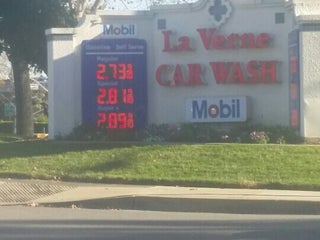 Mobil
Gasoline Self Serve
Regular
2.73 9/10
2.81 9/10
2.89 9/10
La Verne
CAR WASH
Mobil